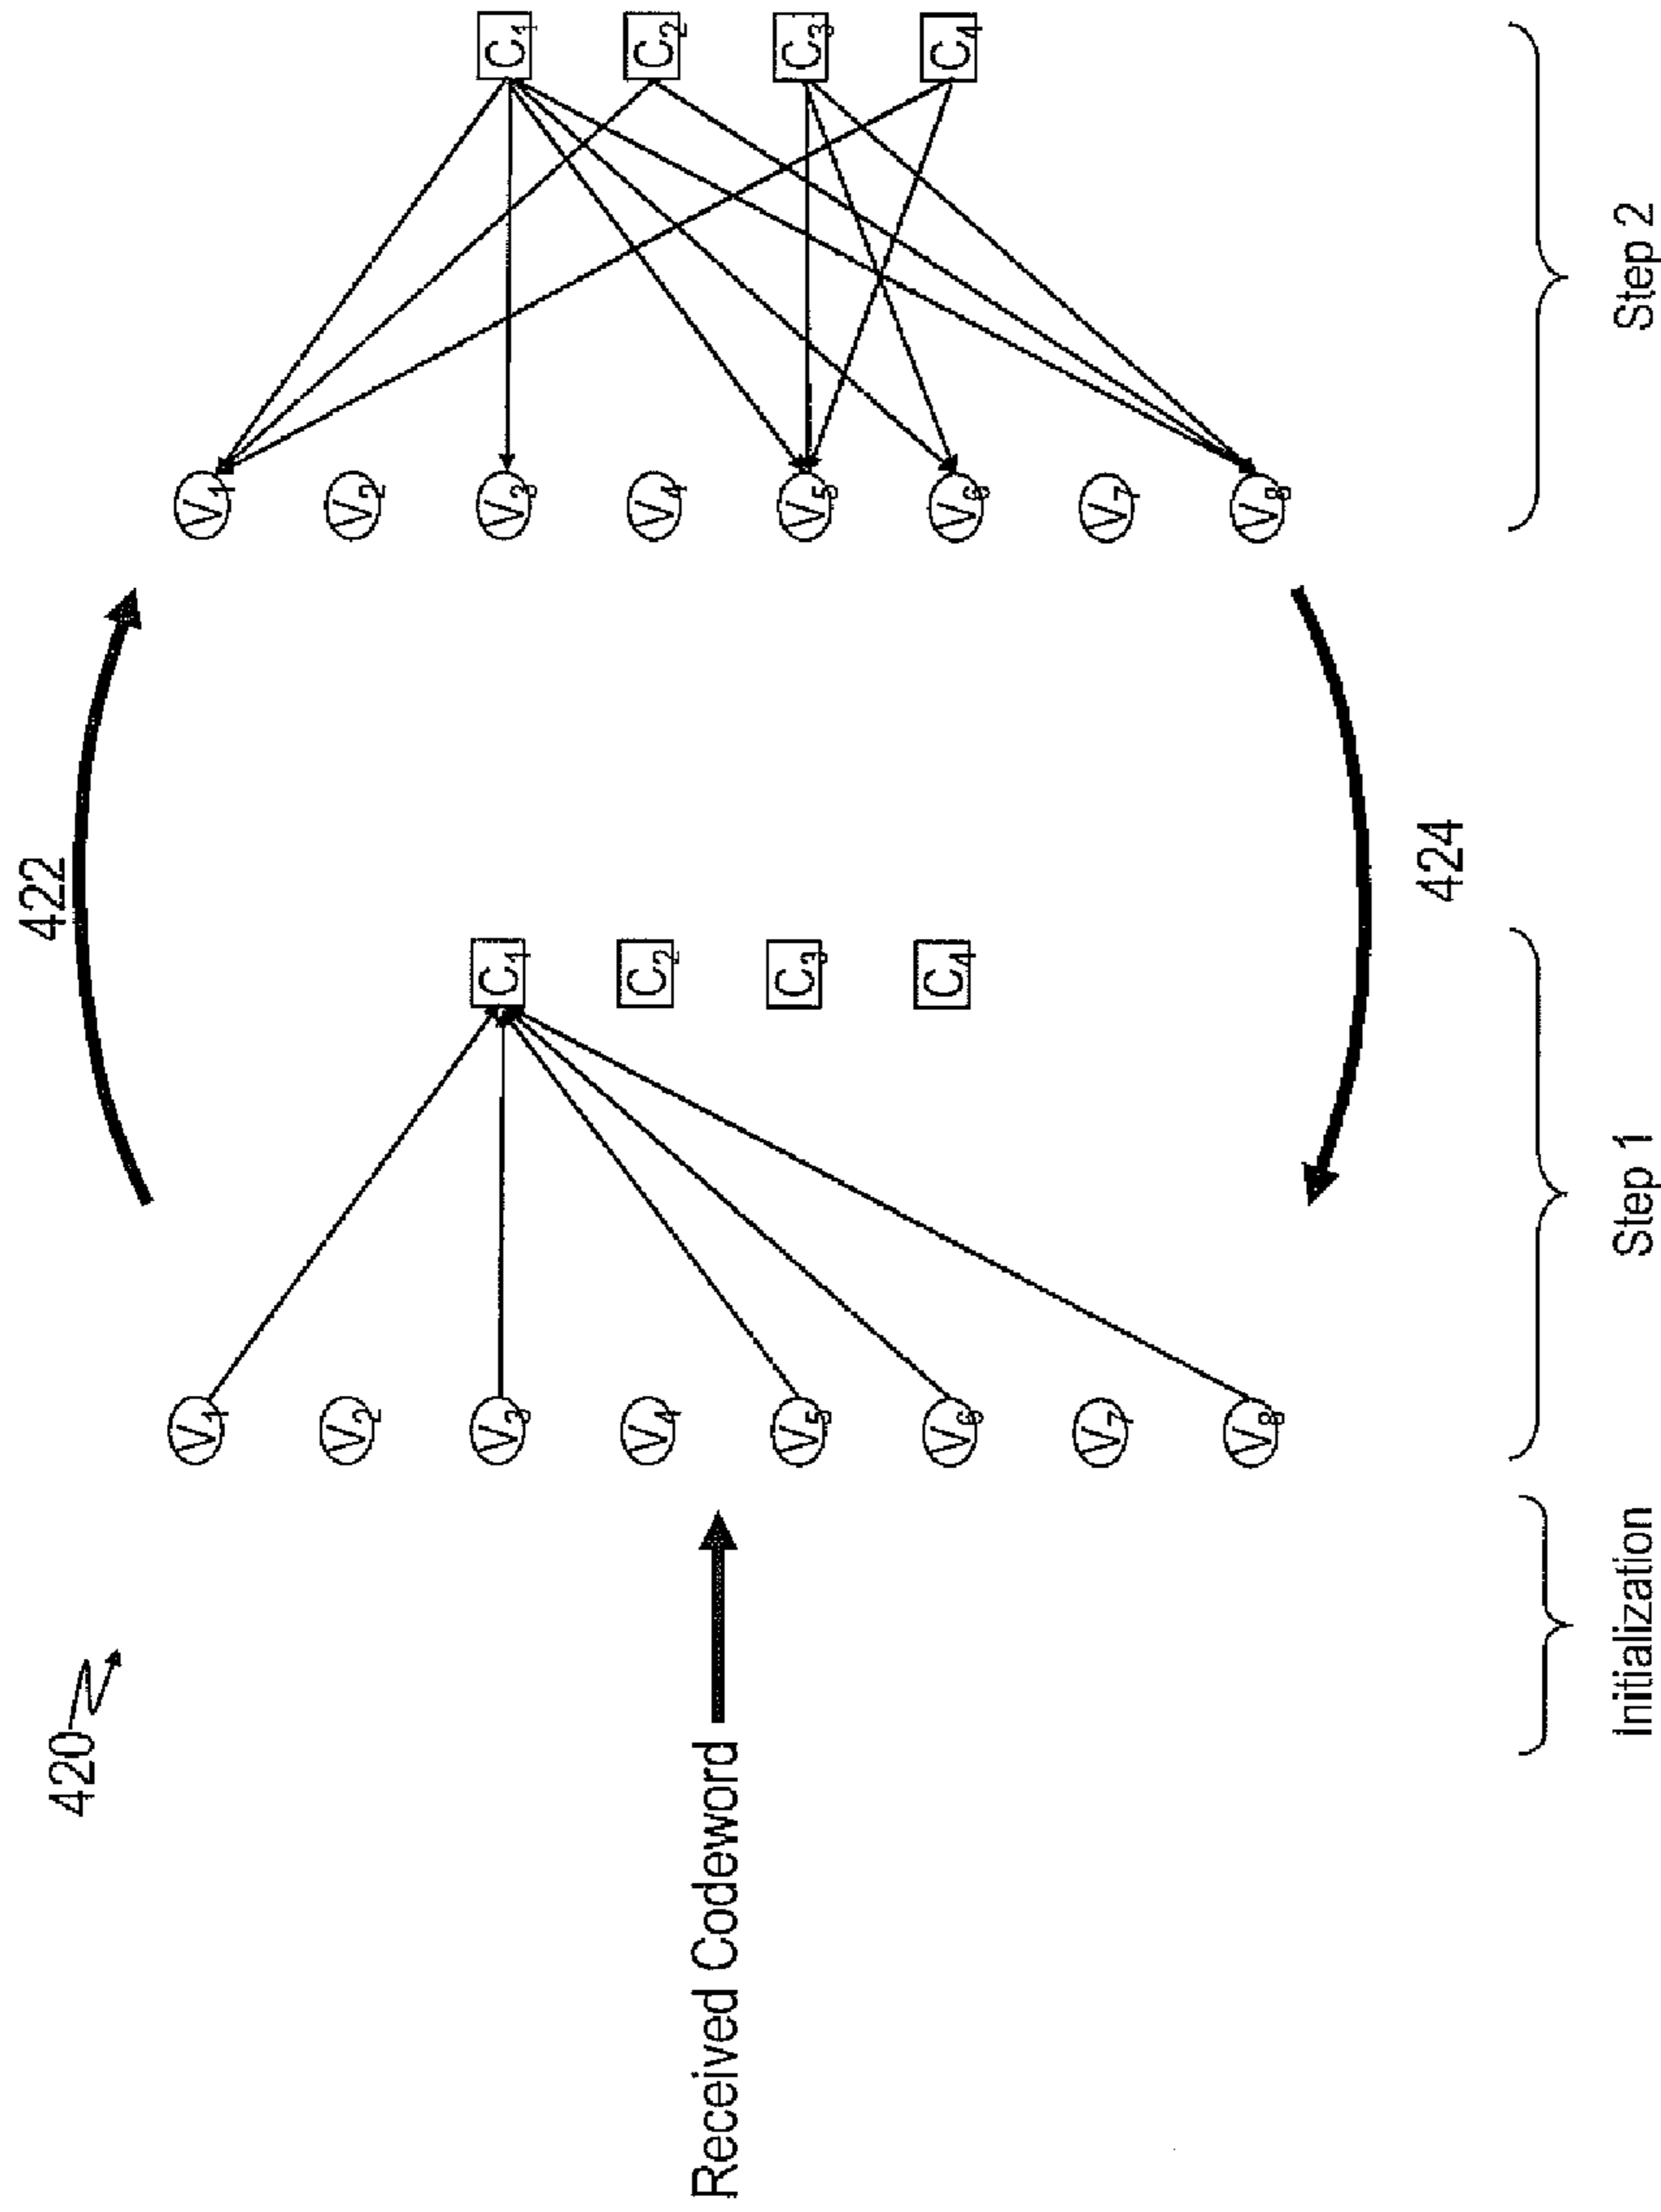 420
422
Received Codeword
V1
V2
V3
V4
V5
V6
V7
V8
C1
C2
C3
C4
V1
V2
V3
V4
V5
V6
V7
V8
C1
C2
C3
C4
424
Initialization
Step 1
Step 2